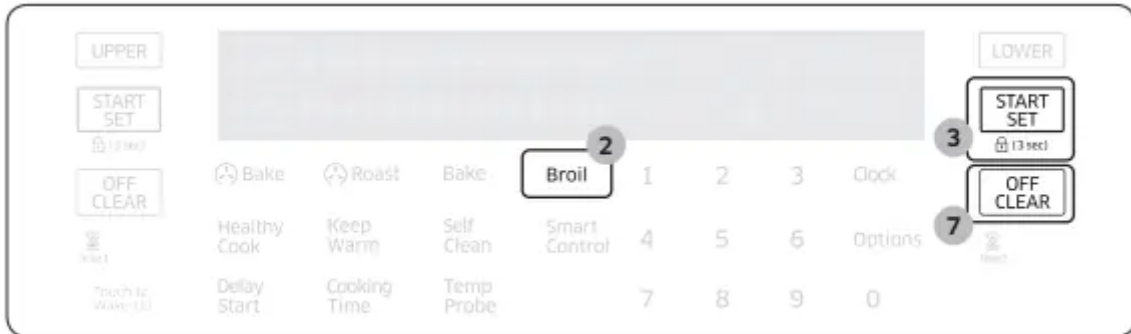 UPPER
LOWER
START
SET
(3 sec)
START
SET
3
(3 sec)
2
Bake
Roast
Bake
Broil
1
2
3
Clock
OFF
CLEAR
OFF
CLEAR
7
Healthy
Cook
Keep
Warm
Self
Clean
Smart
Control
4
5
6
Options
Delay
Start
Cooking
Time
Temp
Probe
7
8
9
0